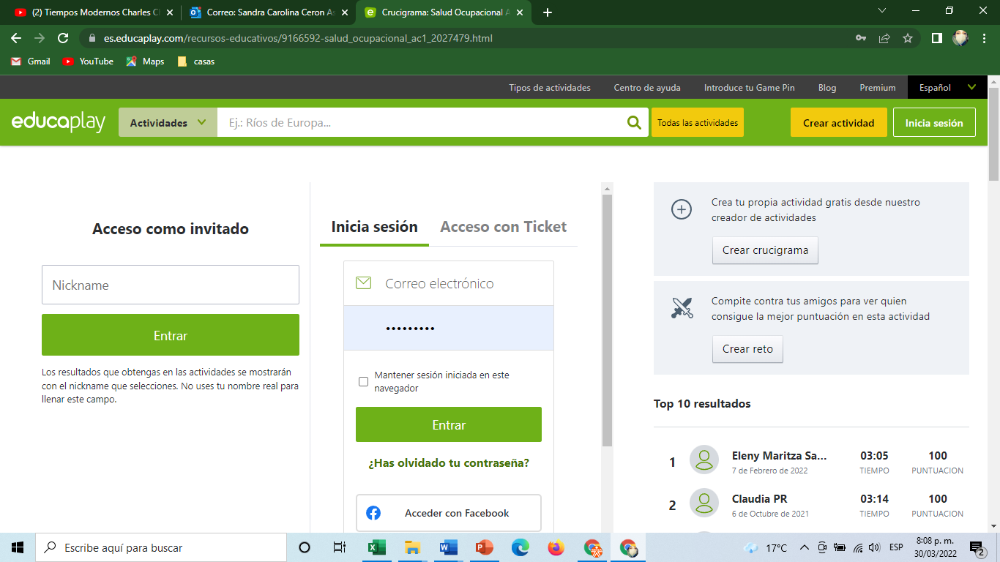 (2) Tiempos Modernos Charles C
Correo: Sandra Carolina Ceron As
Crucigrama: Salud Ocupacional A
es.educaplay.com/recursos-educativos/9166592-salud_ocupacional_ac1_2027479.html
Gmail
YouTube
Maps
casas
Tipos de actividades
Centro de ayuda
Introduce tu Game Pin
Blog
Premium
Español
educaplay
Actividades
Ej.: Ríos de Europa...
Todas las actividades
Crear actividad
Inicia sesión
Acceso como invitado
Nickname
Entrar
Los resultados que obtengas en las actividades se mostrarán
con el nickname que selecciones. No uses tu nombre real para
llenar este campo.
Inicia sesión
Acceso con Ticket
Correo electrónico
•••••••••
Mantener sesión iniciada en este
navegador
Entrar
¿Has olvidado tu contraseña?
Acceder con Facebook
Crea tu propia actividad gratis desde nuestro
creador de actividades
Crear crucigrama
Compite contra tus amigos para ver quien
consigue la mejor puntuación en esta actividad
Crear reto
Top 10 resultados
1
Eleny Maritza Sa...
7 de Febrero de 2022
03:05
TIEMPO
100
PUNTUACION
2
Claudia PR
6 de Octubre de 2021
03:14
TIEMPO
100
PUNTUACION
Escribe aquí para buscar
17°C
ESP
8:08 p. m.
30/03/2022
2